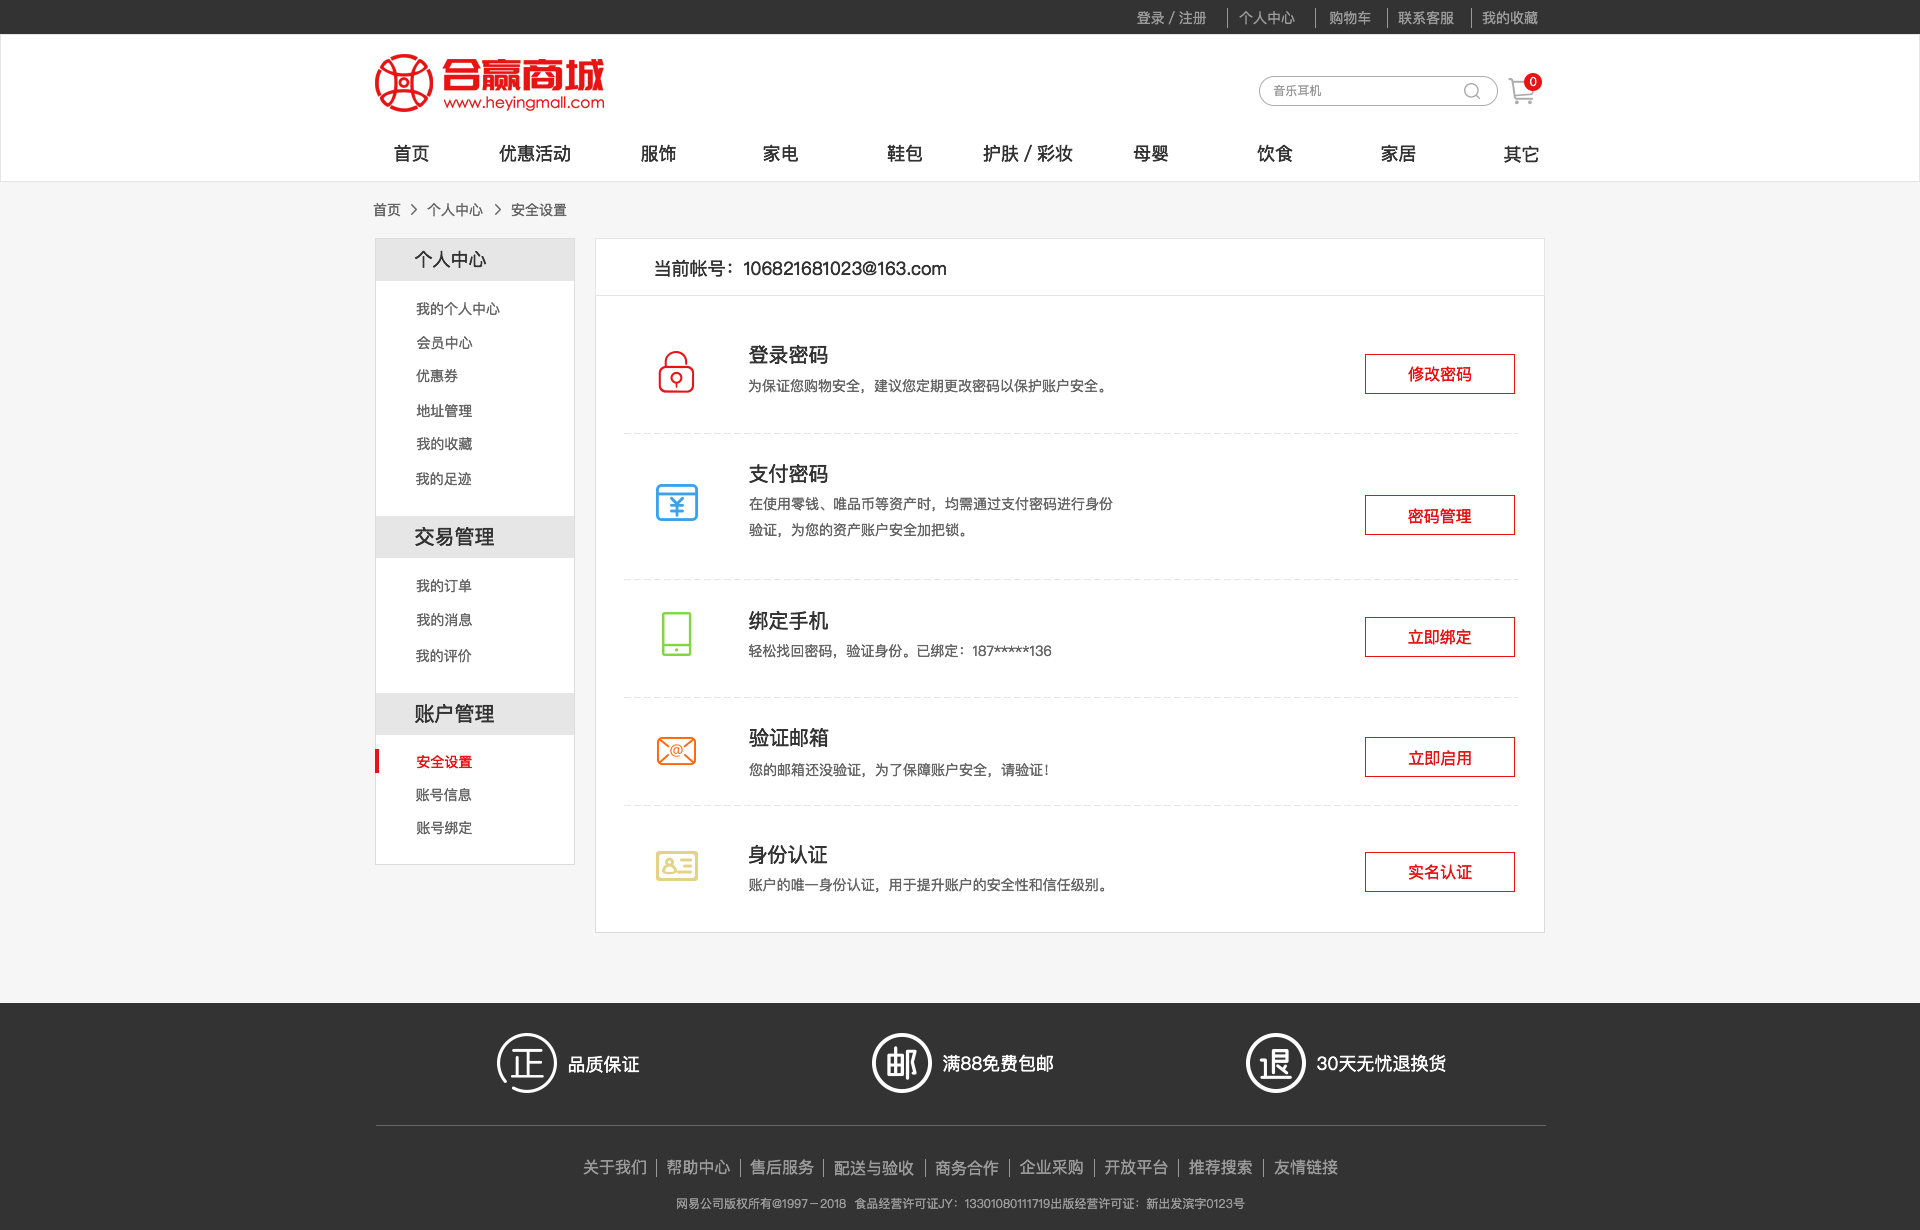 登录 / 注册 个人中心 购物车 联系客服 我的收藏
合赢商城
www.heyingmall.com
音乐耳机
0
首页 优惠活动 服饰 家电 鞋包 护肤 / 彩妆 母婴 饮食 家居 其它
首页 > 个人中心 > 安全设置
个人中心
我的个人中心
会员中心
优惠券
地址管理
我的收藏
我的足迹
交易管理
我的订单
我的消息
我的评价
账户管理
安全设置
账号信息
账号绑定
当前帐号：106821681023@163.com
登录密码
为保证您购物安全，建议您定期更改密码以保护账户安全。
修改密码
支付密码
在使用零钱、唯品币等资产时，均需通过支付密码进行身份
验证，为您的资产账户安全加把锁。
密码管理
绑定手机
轻松找回密码，验证身份。已绑定：187*****136
立即绑定
验证邮箱
您的邮箱还没验证，为了保障账户安全，请验证！
立即启用
身份认证
账户的唯一身份认证，用于提升账户的安全性和信任级别。
实名认证
正 品质保证
邮 满88免费包邮
退 30天无忧退换货
关于我们 帮助中心 售后服务 配送与验收 商务合作 企业采购 开放平台 推荐搜索 友情链接
网易公司版权所有@1997－2018 食品经营许可证JY：13301080111719出版经营许可证：新出发滨字0123号